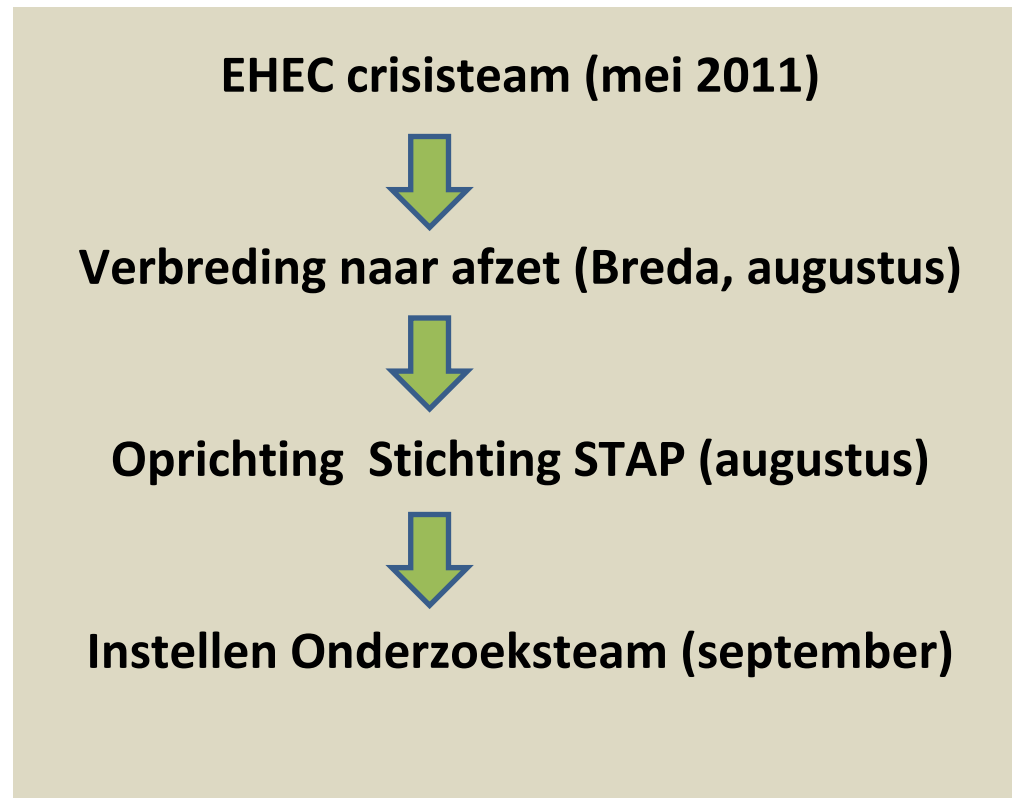 EHEC crisisteam (mei 2011)
Verbreding naar afzet (Breda, augustus)
Oprichting  Stichting STAP (augustus)
Instellen Onderzoeksteam (september)